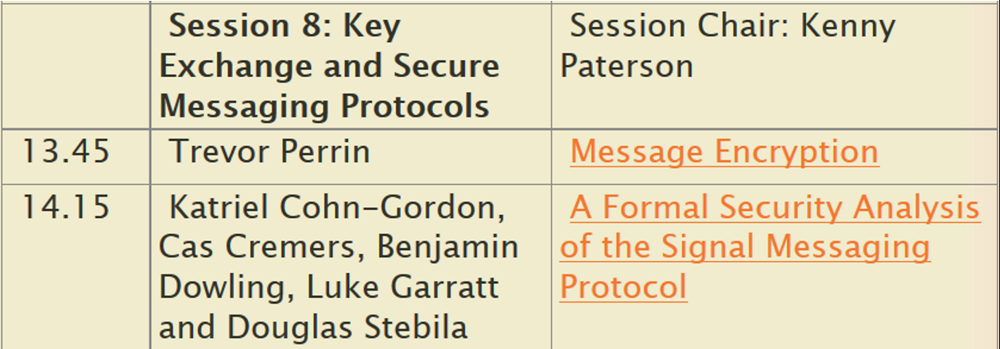 Session 8: Key
Exchange and Secure
Messaging Protocols
Session Chair: Kenny
Paterson
13.45
Trevor Perrin
Message Encryption
14.15
Katriel Cohn-Gordon,
Cas Cremers, Benjamin
Dowling, Luke Garratt
and Douglas Stebila
A Formal Security Analysis
of the Signal Messaging
Protocol